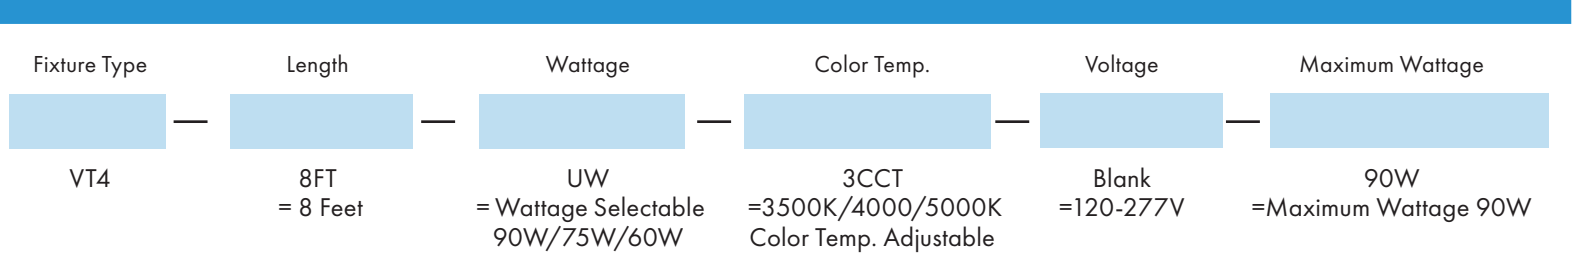 Fixture Type
Length
Wattage
Color Temp.
Voltage
Maximum Wattage
— — — — —
VT4
8FT
= 8 Feet
UW
= Wattage Selectable
90W/75W/60W
3CCT
=3500K/4000/5000K
Color Temp. Adjustable
Blank
=120-277V
90W
=Maximum Wattage 90W